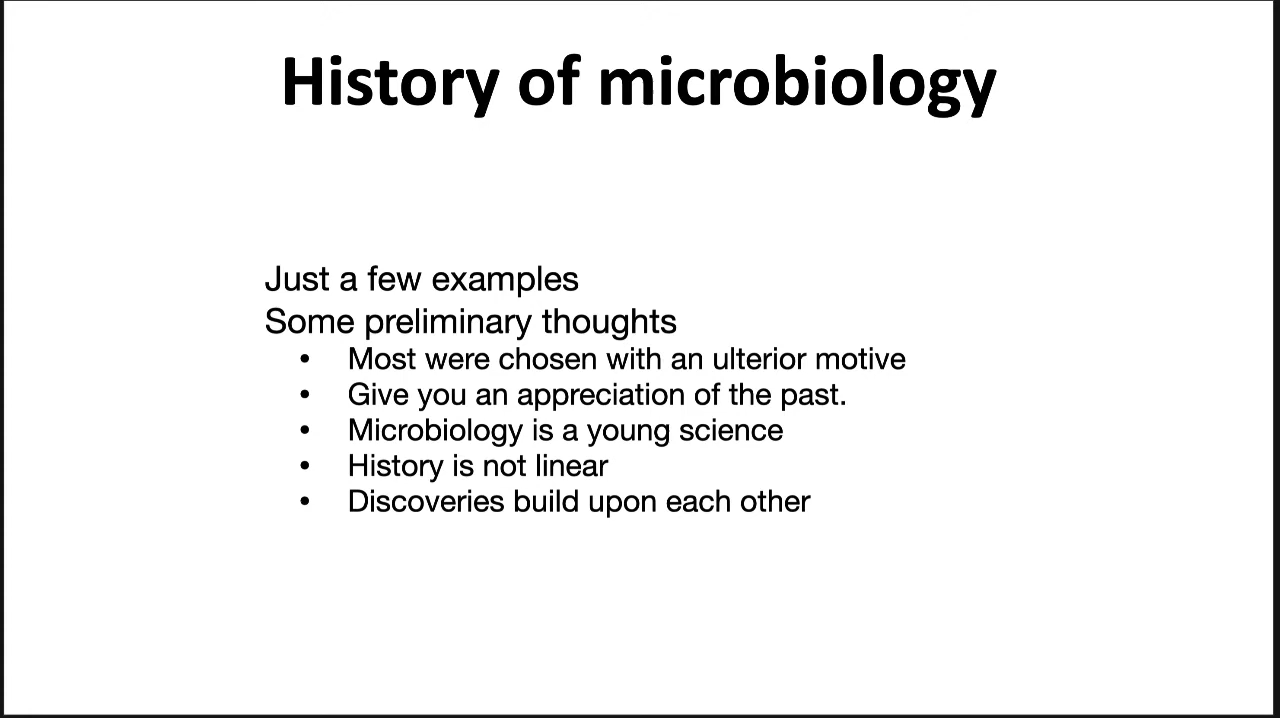 History of microbiology
Just a few examples
Some preliminary thoughts
• Most were chosen with an ulterior motive
• Give you an appreciation of the past.
• Microbiology is a young science
• History is not linear
• Discoveries build upon each other